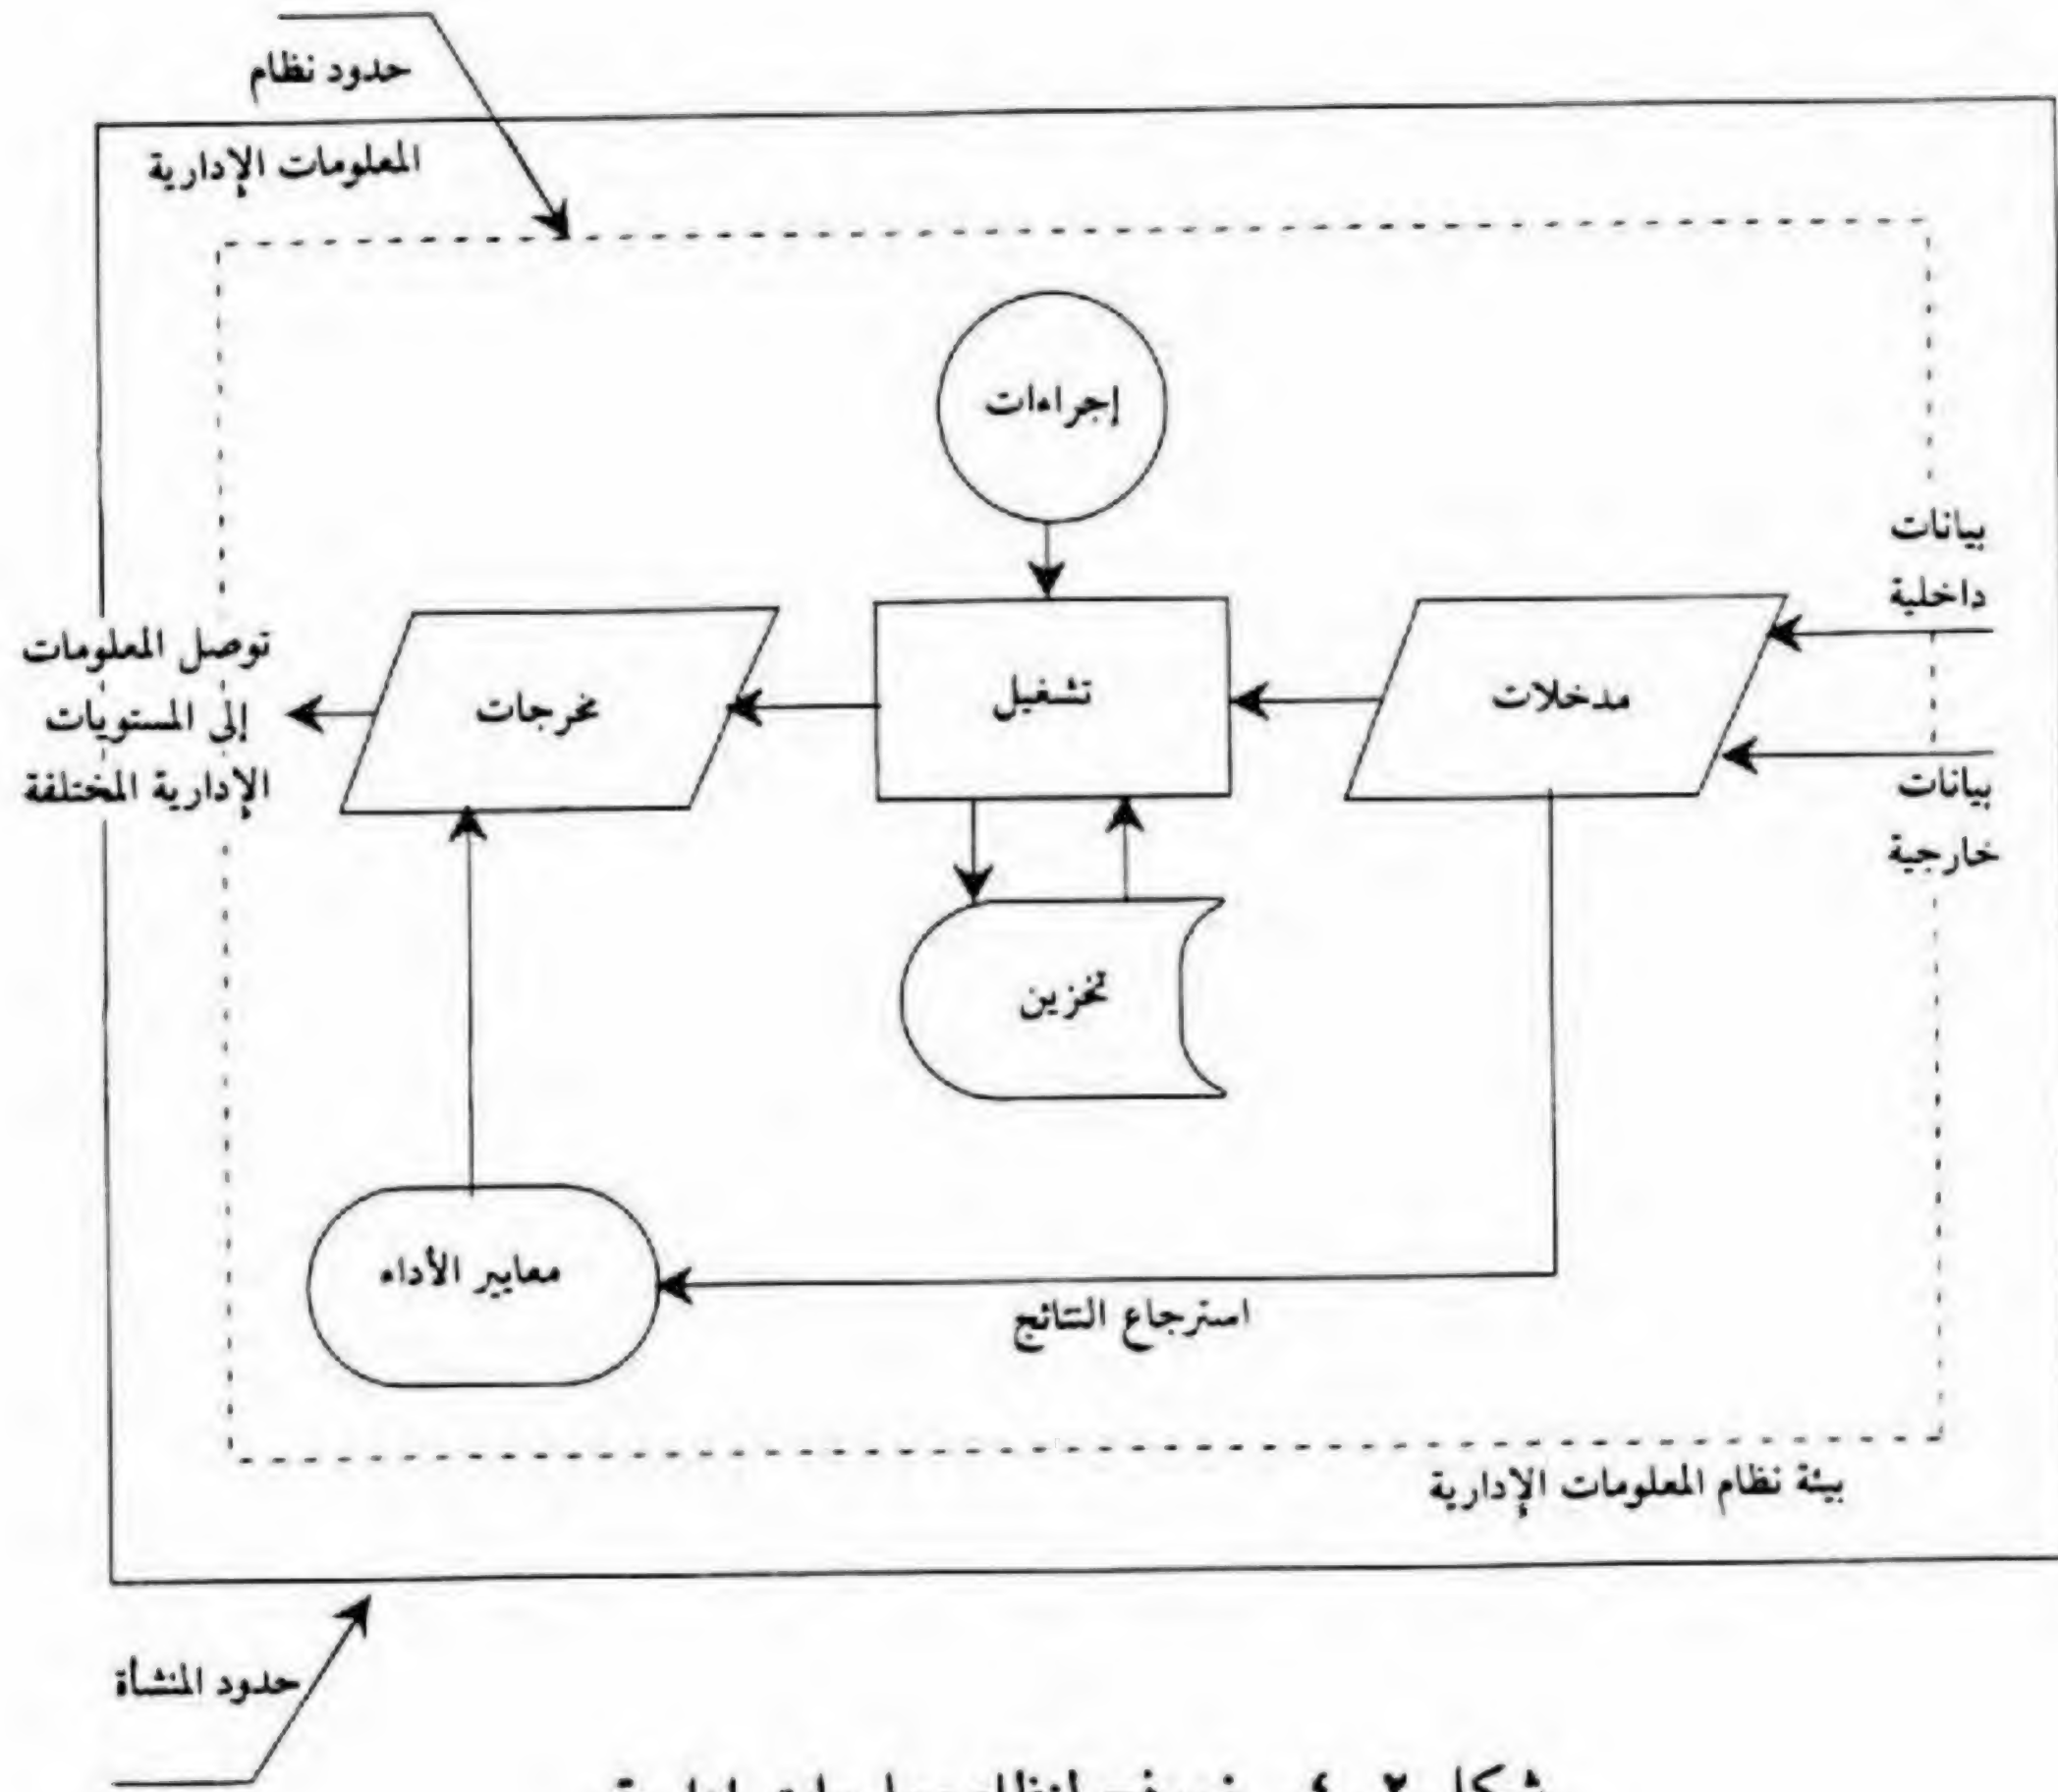 حدود نظام
المعلومات الإدارية
إجراءات
بيانات
داخلية
مدخلات
تشغيل
مخرجات
توصل المعلومات
إلى المستويات
الإدارية المختلفة
بيانات
خارجية
تخزين
معايير الأداء
استرجاع النتائج
بيئة نظام المعلومات الإدارية
حدود المنشأة